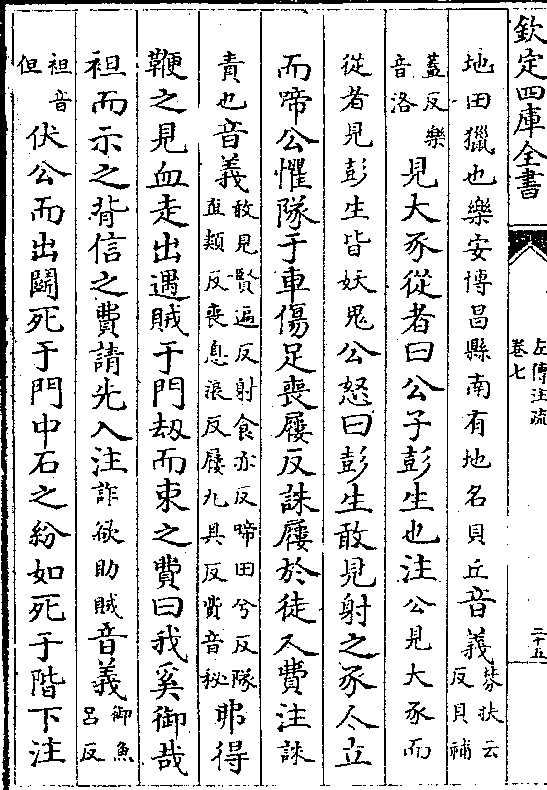 欽定四庫全書
左傳注疏
卷七
二十五
地田獵也樂安博昌縣南有地名貝丘音義棼扶云反貝補
蓋反樂音洛見大豕從者曰公子彭生也注公見大豕而
從者見彭生皆妖鬼公怒曰彭生敢見射之豕人立
而啼公懼隊于車傷足喪屨反誅屨於徒人費注誅
責也音義敢見賢遍反射食亦反啼田兮反隊直類反喪息浪反屨九具反費音秘弗得
鞭之見血走出遇賊于門劫而束之費曰我奚御哉
袒而示之背信之費請先入注詐欲助賊音義御魚呂反
袒音但伏公而出鬭死于門中石之紛如死于階下注